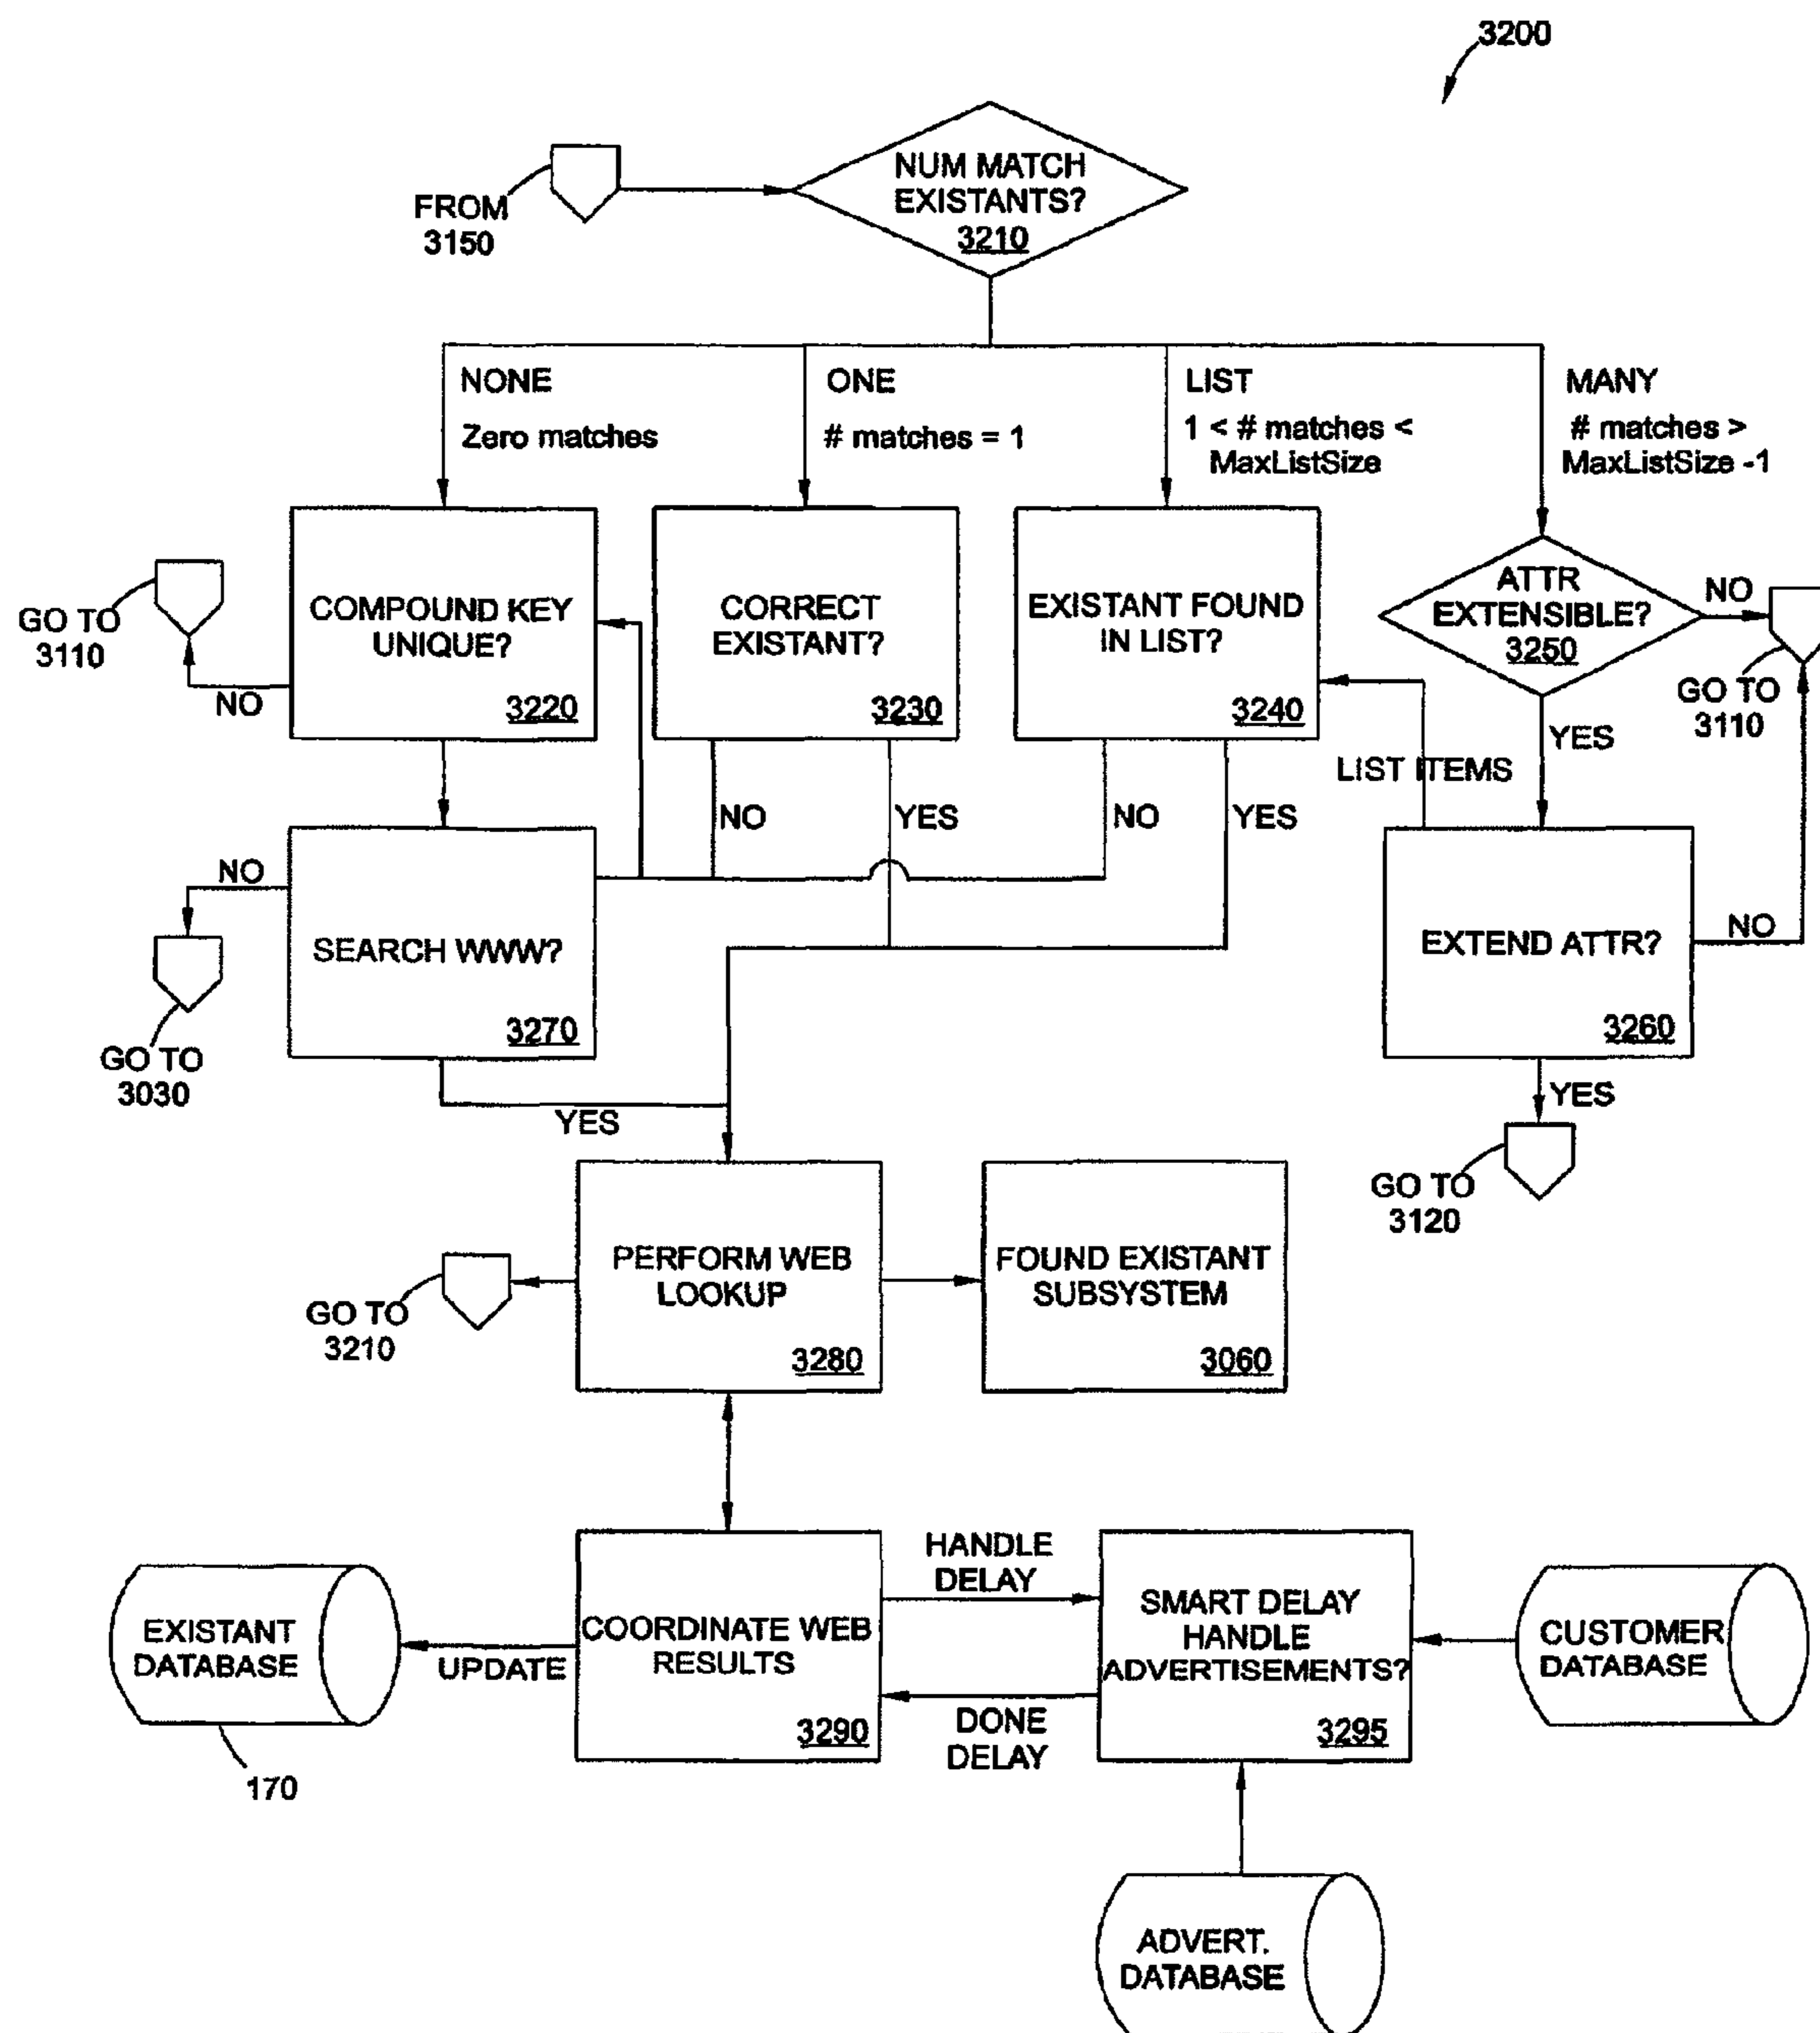 3200
NUM MATCH
EXISTANTS?
3210
FROM
3150
NONE
Zero matches
ONE
# matches = 1
LIST
1 < # matches <
MaxListSize
MANY
# matches >
MaxListSize -1
GO TO
3110
NO
COMPOUND KEY
UNIQUE?
3220
CORRECT
EXISTANT?
3230
EXISTANT FOUND
IN LIST?
3240
ATTR
EXTENSIBLE?
3250
NO
GO TO
3110
YES
LIST ITEMS
NO
YES
NO
YES
NO
SEARCH WWW?
3270
GO TO
3030
YES
EXTEND ATTR?
3260
NO
YES
GO TO
3120
GO TO
3210
PERFORM WEB
LOOKUP
3280
FOUND EXISTANT
SUBSYSTEM
3060
EXISTANT
DATABASE
170
UPDATE
COORDINATE WEB
RESULTS
3290
HANDLE
DELAY
DONE
DELAY
SMART DELAY
HANDLE
ADVERTISEMENTS?
3295
CUSTOMER
DATABASE
ADVERT.
DATABASE